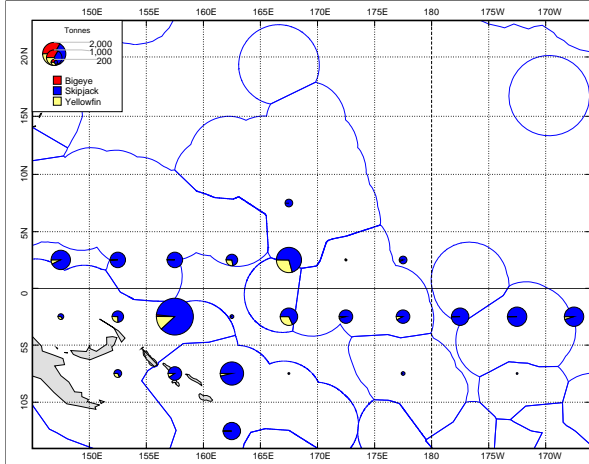 150E 155E 160E 165E 170E 175E 180 175W 170W
Tonnes
2,000
1,000
200
Bigeye
Skipjack
Yellowfin
20N
15N
10N
5N
0
5S
10S
150E 155E 160E 165E 170E 175E 180 175W 170W